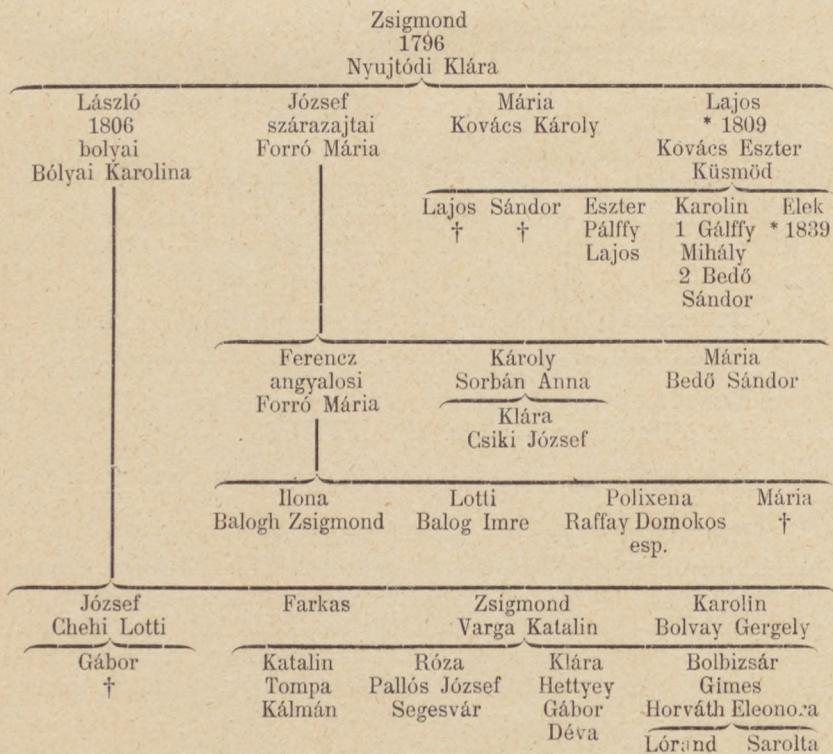 Zsigmond
1796
Nyujtódi Klára
László József Mária Lajos
1806 szárazajtai Kovács Károly * 1809
bolyai Forró Mária Kovács Eszter
Bólyai Karolina Küsmöd
Lajos Sándor Eszter Karolin Elek
† † Pálffy 1 Gálffy * 1839
Lajos Mihály
2 Bedő
Sándor
Ferencz Károly Mária
angyalosi Sorbán Anna Bedő Sándor
Forró Mária
Klára
Csiki József
Ilona Lotti Polixena Mária
Balogh Zsigmond Balog Imre Raffay Domokos †
esp.
József Farkas Zsigmond Karolin
Chehi Lotti Varga Katalin Bolvay Gergely
Gábor Katalin Róza Klára Bolbizsár
† Tompa Pallós József Hettyey Gimes
Kálmán Segesvár Gábor Horváth Eleonora
Déva
Lóránd Sarolta